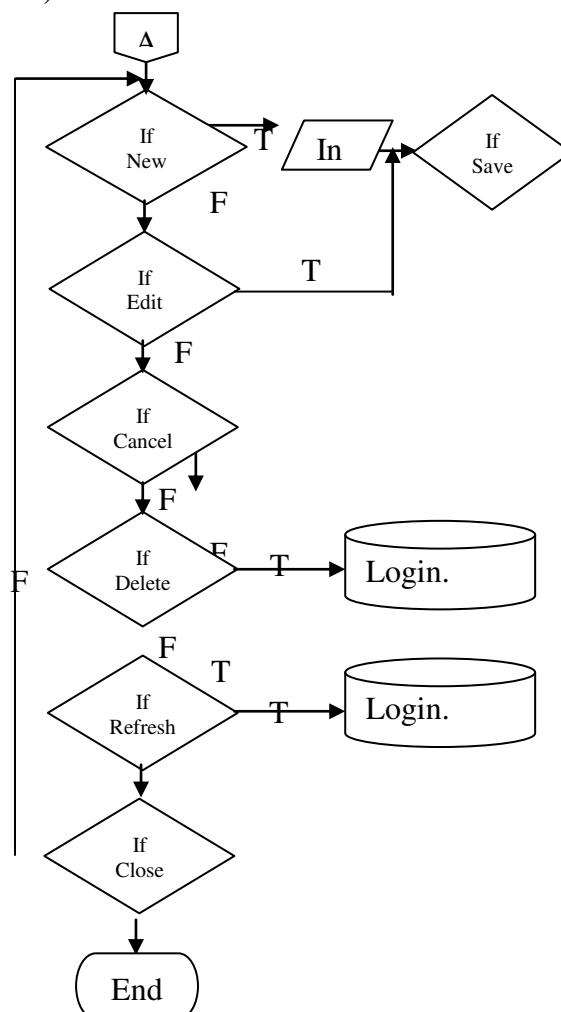 )
A
If
New
T
In
If
Save
F
If
Edit
T
F
If
Cancel
F
If
Delete
F
T
Login.
F
F
T
If
Refresh
T
Login.
If
Close
End